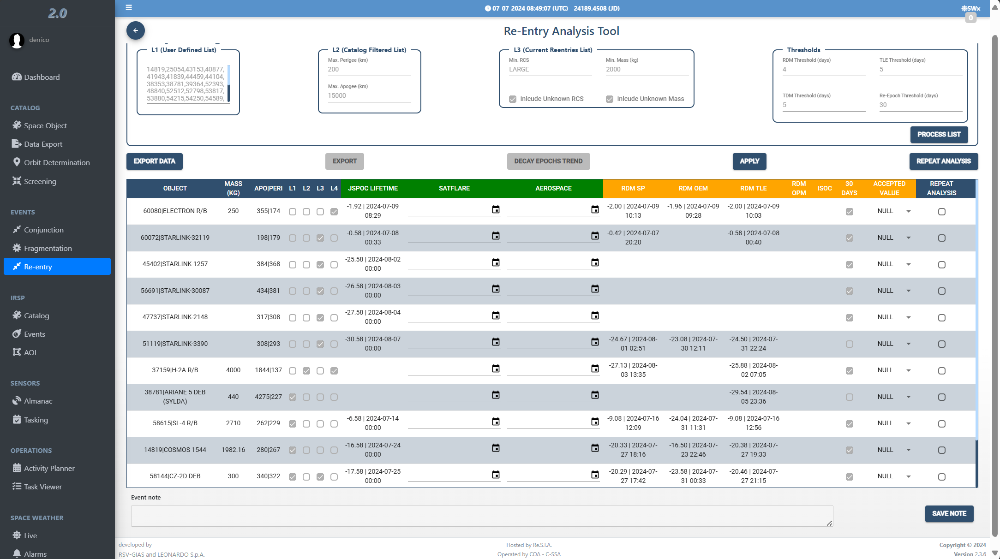 2.0
derrico
Dashboard
CATALOG
Space Object
Data Export
Orbit Determination
Screening
EVENTS
Conjunction
Fragmentation
Re-entry
IRSP
Catalog
Events
AOI
SENSORS
Almanac
Tasking
OPERATIONS
Activity Planner
Task Viewer
SPACE WEATHER
Live
Alarms
07-07-2024 08:49:07 (UTC) - 24189.4508 (JD)
SWx
0
Re-Entry Analysis Tool
L1 (User Defined List)
14819,25054,43153,40877,
41943,41839,44459,44104,
38353,38781,39364,52393,
48840,52512,52798,53817,
53880,54215,54250,54589,
L2 (Catalog Filtered List)
Max. Perigee (km)
200
Max. Apogee (km)
15000
L3 (Current Reentries List)
Min. RCS
LARGE
Min. Mass (kg)
2000
Inlcude Unknown RCS
Inlcude Unknown Mass
Thresholds
RDM Threshold (days)
4
TLE Threshold (days)
5
TDM Threshold (days)
5
Re-Epoch Threshold (days)
30
PROCESS LIST
EXPORT DATA
EXPORT
DECAY EPOCHS TREND
APPLY
REPEAT ANALYSIS
OBJECT MASS (KG) APO|PERI L1 L2 L3 L4 JSPOC LIFETIME SATFLARE AEROSPACE RDM SP RDM OEM RDM TLE RDM OPM ISOC 30 DAYS ACCEPTED VALUE REPEAT ANALYSIS
60080|ELECTRON R/B 250 355|174 -1.92 | 2024-07-09 08:29 -2.00 | 2024-07-09 10:13 -1.96 | 2024-07-09 09:28 -2.00 | 2024-07-09 10:03 NULL
60072|STARLINK-32119 198|179 -0.58 | 2024-07-08 00:33 -0.42 | 2024-07-07 20:20 -0.58 | 2024-07-08 00:40 NULL
45402|STARLINK-1257 384|368 -25.58 | 2024-08-02 00:00 NULL
56691|STARLINK-30087 434|381 -26.58 | 2024-08-03 00:00 NULL
47737|STARLINK-2148 317|308 -27.58 | 2024-08-04 00:00 NULL
51119|STARLINK-3390 308|293 -30.58 | 2024-08-07 00:00 -24.67 | 2024-08-01 02:51 -23.08 | 2024-07-30 12:11 -24.50 | 2024-07-31 22:24 NULL
37159|H-2A R/B 4000 1844|137 -27.13 | 2024-08-03 13:35 -25.88 | 2024-08-02 07:05 NULL
38781|ARIANE 5 DEB (SYLDA) 440 4275|227 -29.54 | 2024-08-05 23:36 NULL
58615|SL-4 R/B 2710 262|229 -6.58 | 2024-07-14 00:00 -9.08 | 2024-07-16 12:09 -24.04 | 2024-07-31 11:31 -9.08 | 2024-07-16 12:56 NULL
14819|COSMOS 1544 1982.16 280|267 -16.58 | 2024-07-24 00:00 -20.33 | 2024-07-27 18:16 -16.50 | 2024-07-23 22:46 -20.38 | 2024-07-27 19:33 NULL
58144|CZ-2D DEB 300 340|322 -17.58 | 2024-07-25 00:00 -20.29 | 2024-07-27 17:42 -23.58 | 2024-07-31 00:33 -20.46 | 2024-07-27 21:15 NULL
Event note
SAVE NOTE
developed by
RSV-GIAS and LEONARDO S.p.A.
Hosted by Re.S.I.A.
Operated by COA - C-SSA
Copyright © 2024
Version 2.3.6